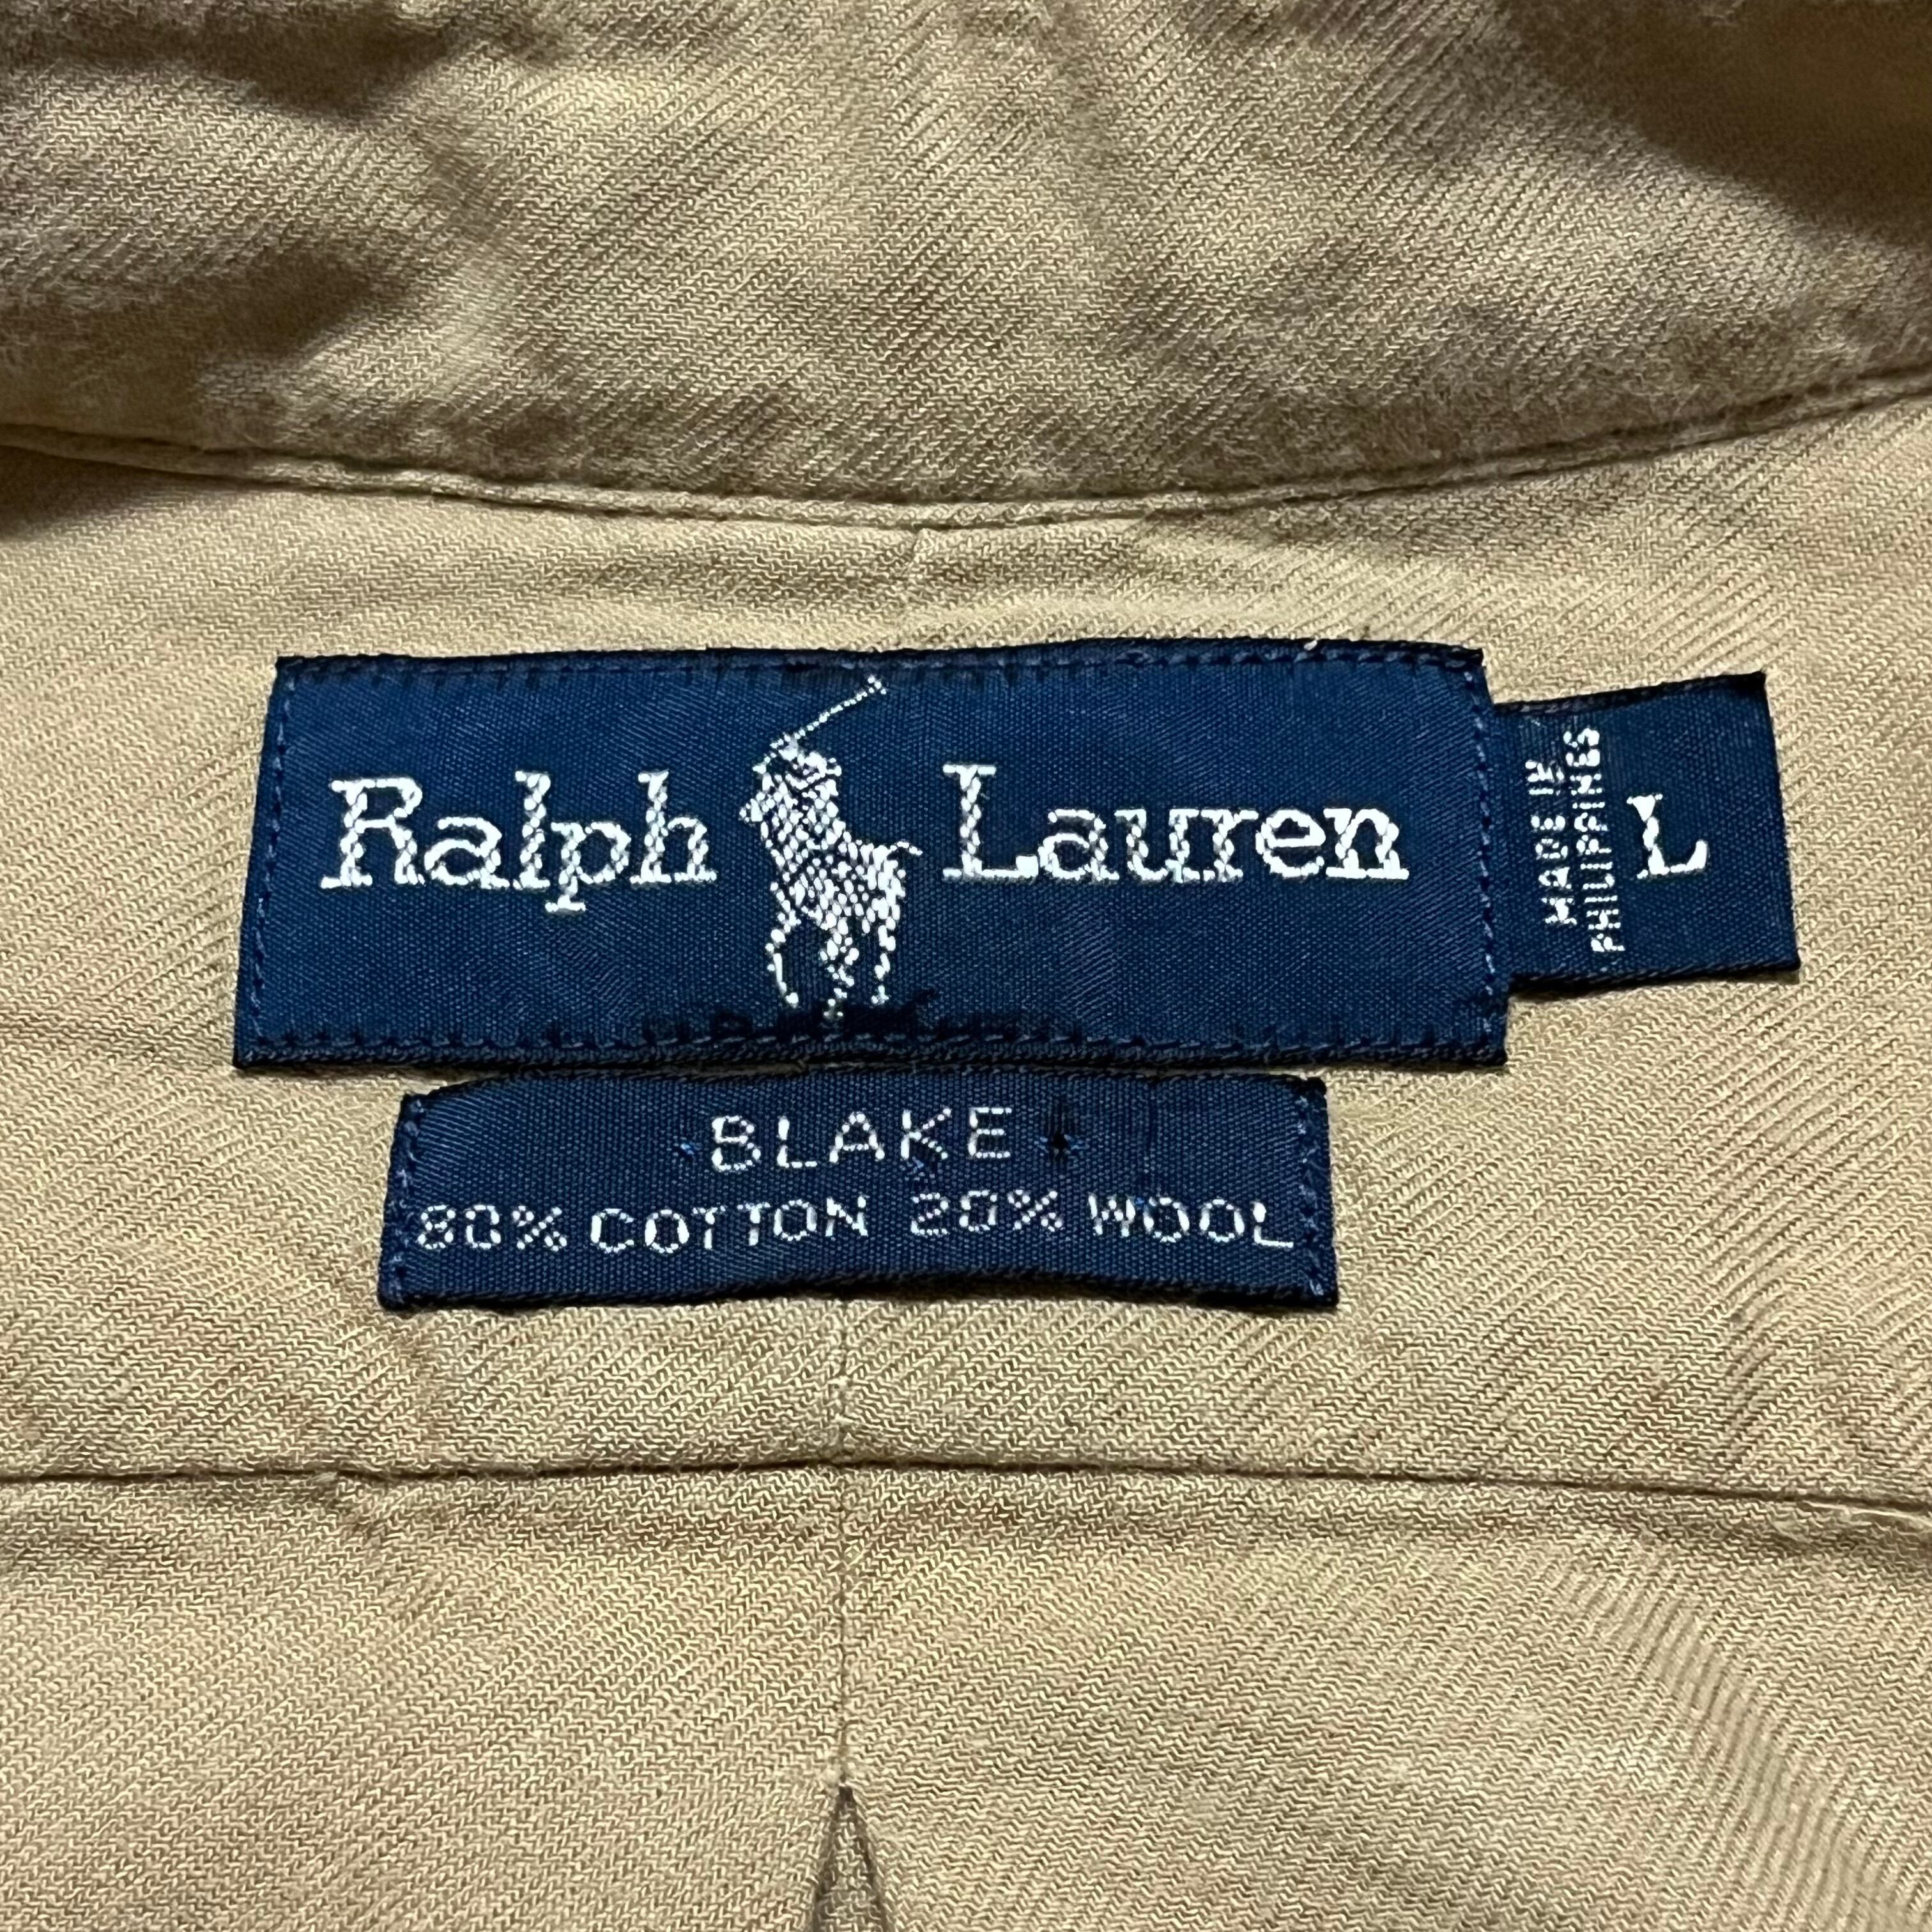 Ralph Lauren
MADE IN
PHILIPPINES
L
BLAKE
80% COTTON 20% WOOL